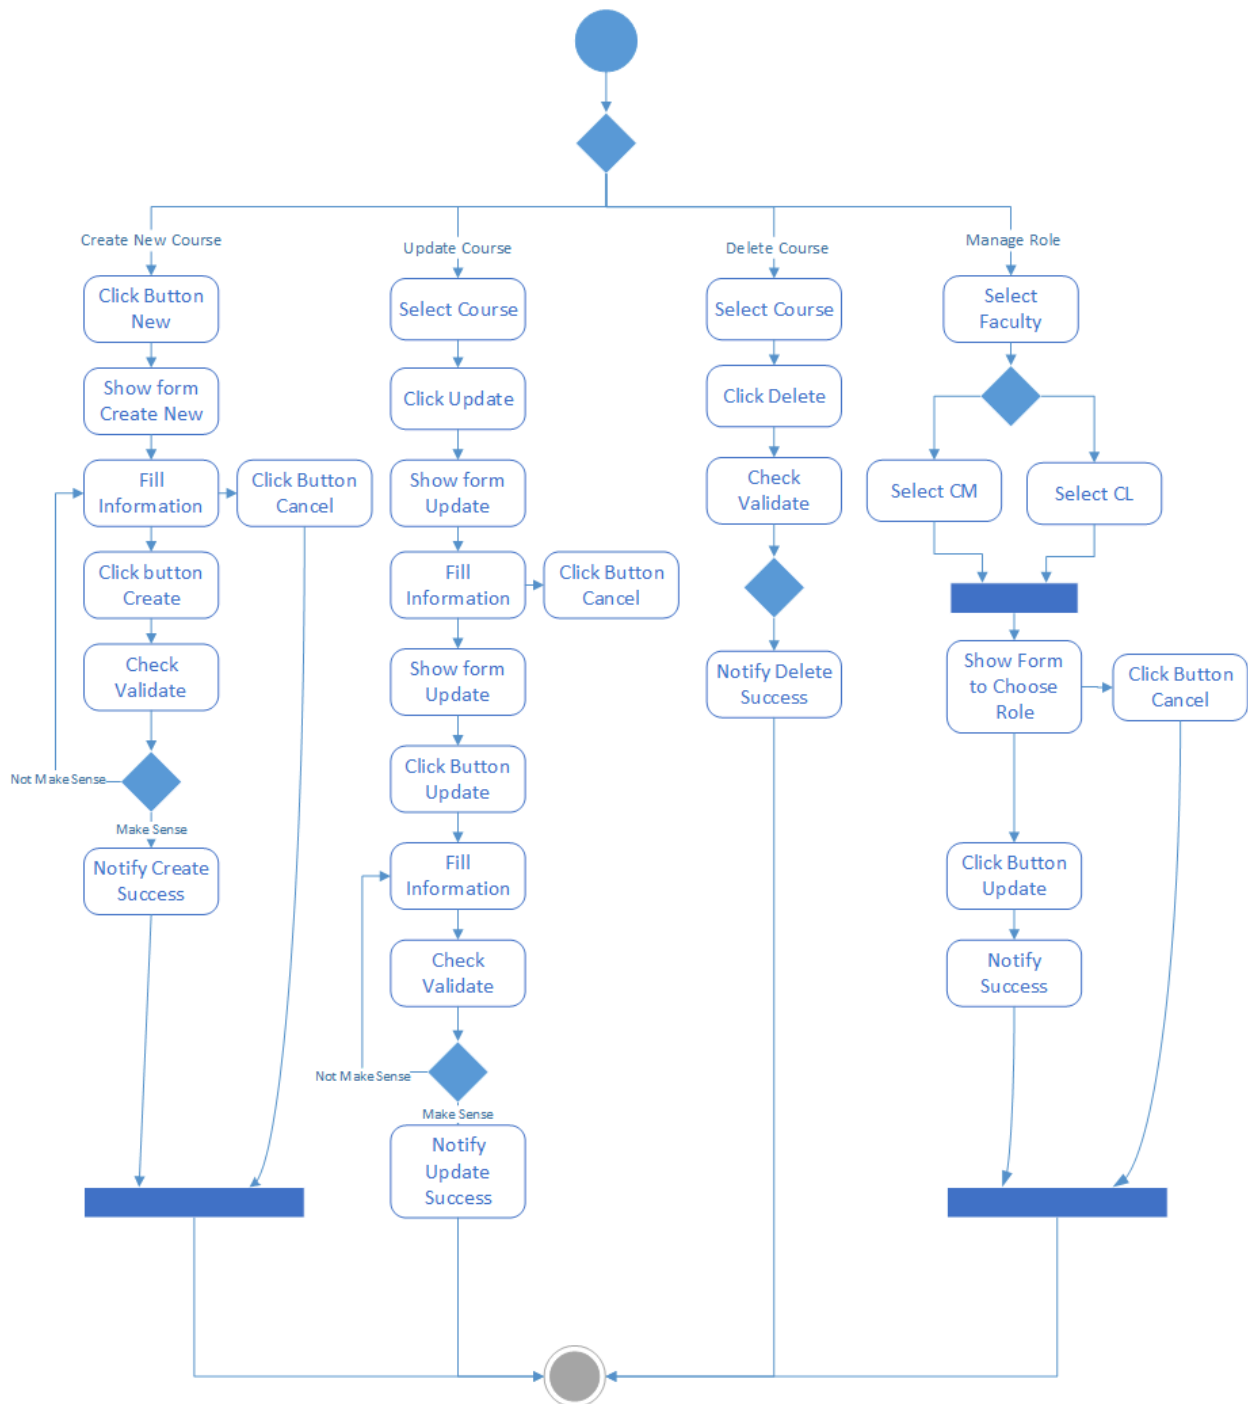 Create New Course
Update Course
Delete Course
Manage Role
Click Button
New
Show form
Create New
Fill
Information
Click Button
Cancel
Click button
Create
Check
Validate
Not Make Sense
Make Sense
Notify Create
Success
Select Course
Click Update
Show form
Update
Fill
Information
Click Button
Cancel
Show form
Update
Click Button
Update
Fill
Information
Check
Validate
Not Make Sense
Make Sense
Notify
Update
Success
Select Course
Click Delete
Check
Validate
Notify Delete
Success
Select
Faculty
Select CM
Select CL
Show Form
to Choose
Role
Click Button
Cancel
Click Button
Update
Notify
Success